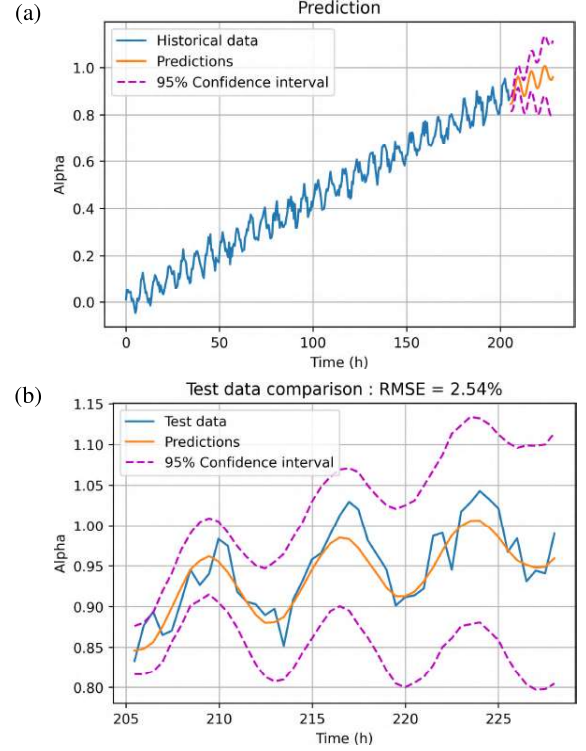 (a)
Prediction
Historical data
Predictions
95% Confidence interval
1.0
0.8
0.6
0.4
0.2
0.0
Alpha
0 50 100 150 200
Time (h)
(b)
Test data comparison : RMSE = 2.54%
Test data
Predictions
95% Confidence interval
1.15
1.10
1.05
1.00
0.95
0.90
0.85
0.80
Alpha
205 210 215 220 225
Time (h)